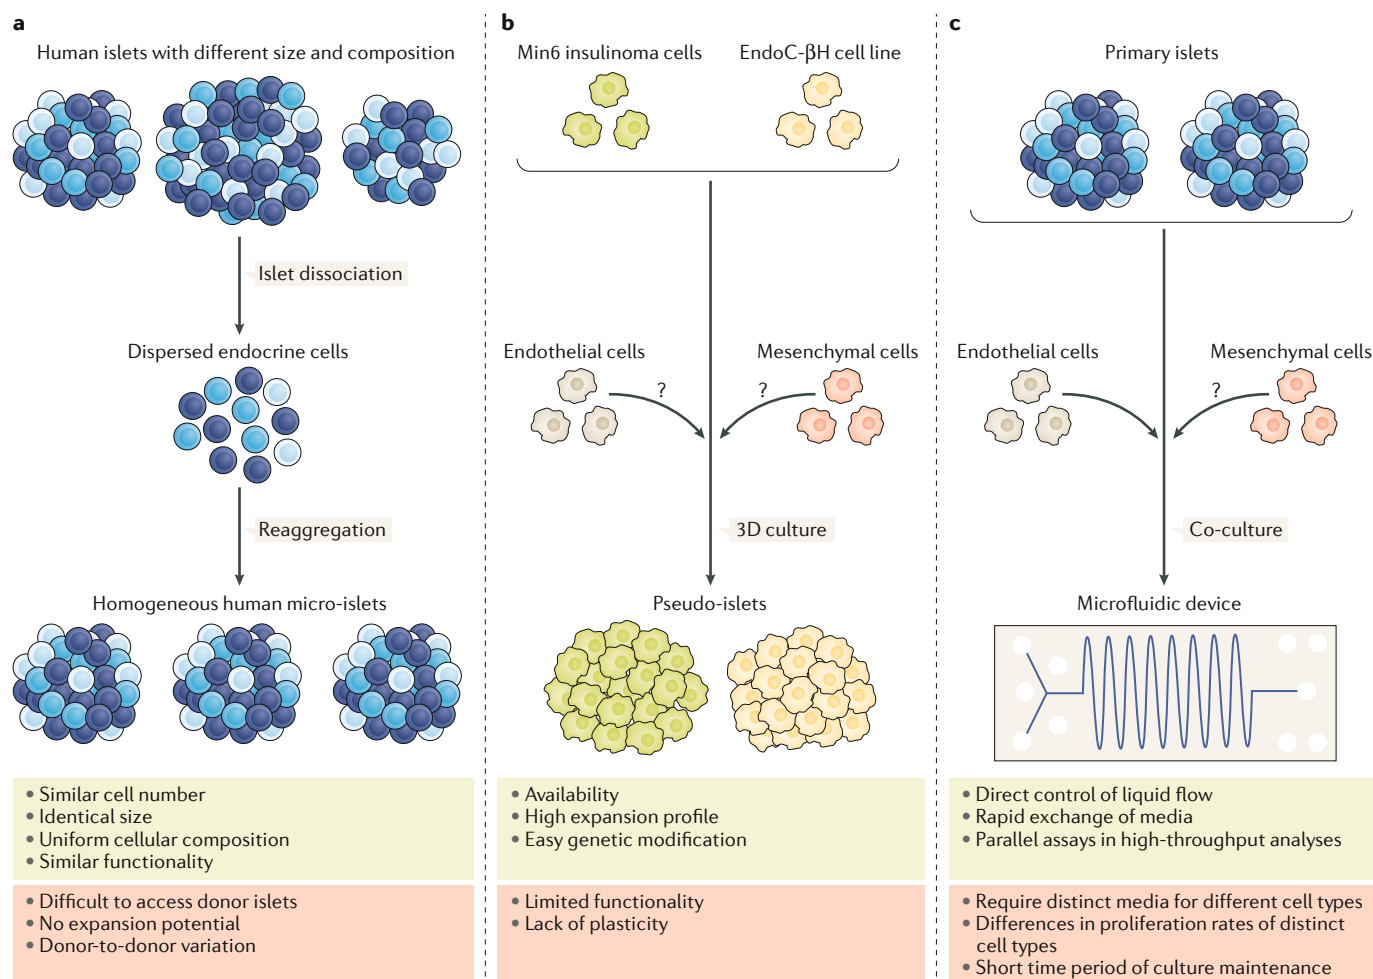 a
Human islets with different size and composition
Islet dissociation
Dispersed endocrine cells
Reaggregation
Homogeneous human micro-islets
• Similar cell number
• Identical size
• Uniform cellular composition
• Similar functionality
• Difficult to access donor islets
• No expansion potential
• Donor-to-donor variation
b
Min6 insulinoma cells
EndoC-βH cell line
Endothelial cells
Mesenchymal cells
?
?
3D culture
Pseudo-islets
• Availability
• High expansion profile
• Easy genetic modification
• Limited functionality
• Lack of plasticity
c
Primary islets
Endothelial cells
Mesenchymal cells
?
Co-culture
Microfluidic device
• Direct control of liquid flow
• Rapid exchange of media
• Parallel assays in high-throughput analyses
• Require distinct media for different cell types
• Differences in proliferation rates of distinct
cell types
• Short time period of culture maintenance